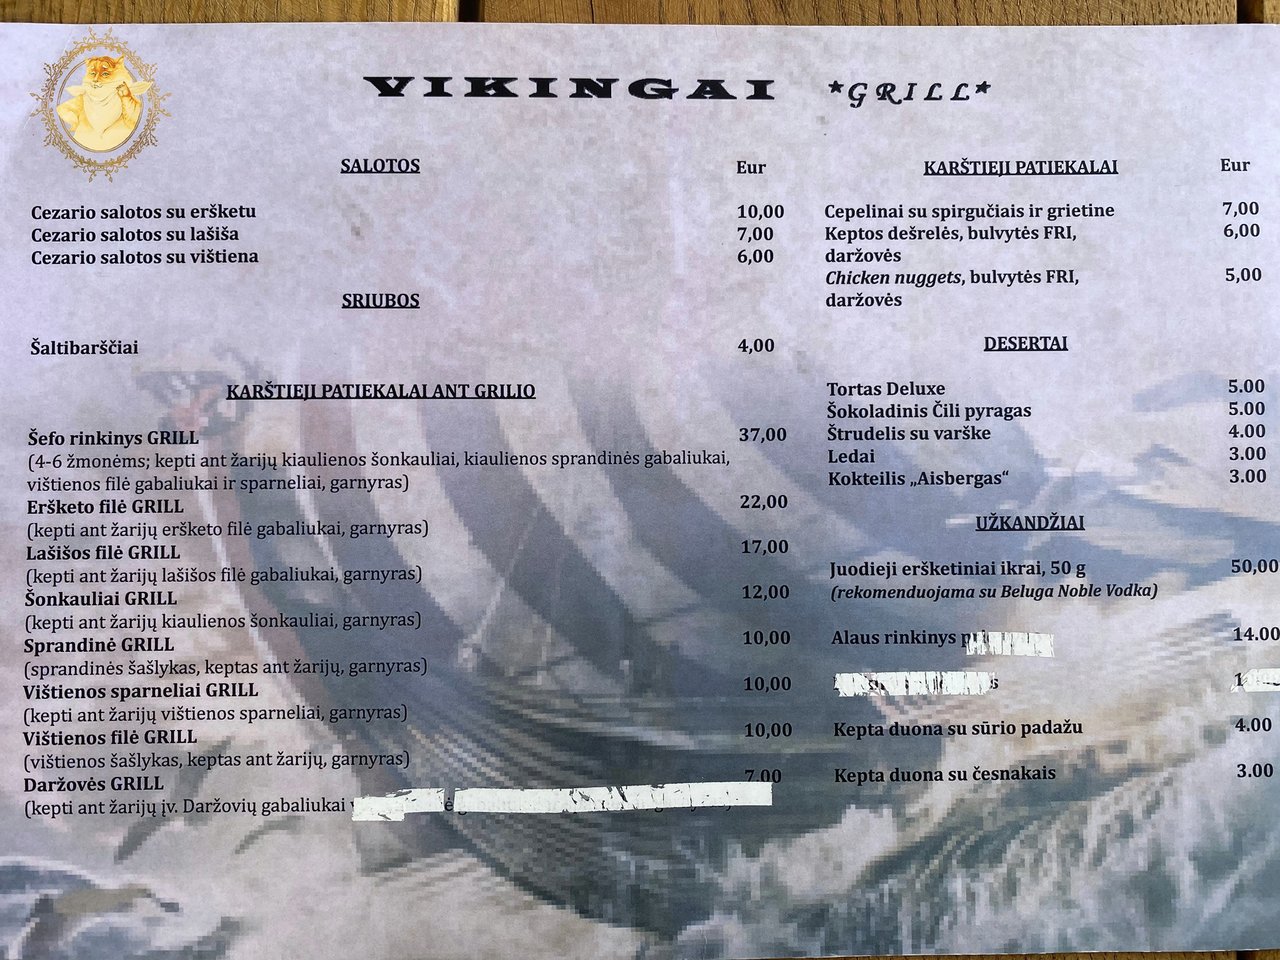 VIKINGAI *GRILL*
SALOTOS Eur
Cezario salotos su eršketu 10,00
Cezario salotos su lašiša 7,00
Cezario salotos su vištiena 6,00
SRIUBOS
Šaltibarščiai 4,00
KARŠTIEJI PATIEKALAI ANT GRILIO
Šefo rinkinys GRILL 37,00
(4-6 žmonėms; kepti ant žarijų kiaulienos šonkauliai, kiaulienos sprandinės gabaliukai,
vištienos filė gabaliukai ir sparneliai, garnyras)
Eršketo filė GRILL 22,00
(kepti ant žarijų eršketo filė gabaliukai, garnyras)
Lašišos filė GRILL 17,00
(kepti ant žarijų lašišos filė gabaliukai, garnyras)
Šonkauliai GRILL 12,00
(kepti ant žarijų kiaulienos šonkauliai, garnyras)
Sprandinė GRILL 10,00
(sprandinės šašlykas, keptas ant žarijų, garnyras)
Vištienos sparneliai GRILL 10,00
(kepti ant žarijų vištienos sparneliai, garnyras)
Vištienos filė GRILL 10,00
(vištienos šašlykas, keptas ant žarijų, garnyras)
Daržovės GRILL 7,00
(kepti ant žarijų įv. Daržovių gabaliukai
KARŠTIEJI PATIEKALAI Eur
Cepelinai su spirgučiais ir grietine 7,00
Keptos dešrelės, bulvytės FRI, 6,00
daržovės
Chicken nuggets, bulvytės FRI, 5,00
daržovės
DESERTAI
Tortas Deluxe 5.00
Šokoladinis Čili pyragas 5.00
Štrudelis su varške 4.00
Ledai 3.00
Kokteilis „Aisbergas“ 3.00
UŽKANDŽIAI
Juodieji eršketiniai ikrai, 50 g 50,00
(rekomenduojama su Beluga Noble Vodka)
Alaus rinkinys 14.00
Kepta duona su sūrio padažu 4.00
Kepta duona su česnakais 3.00